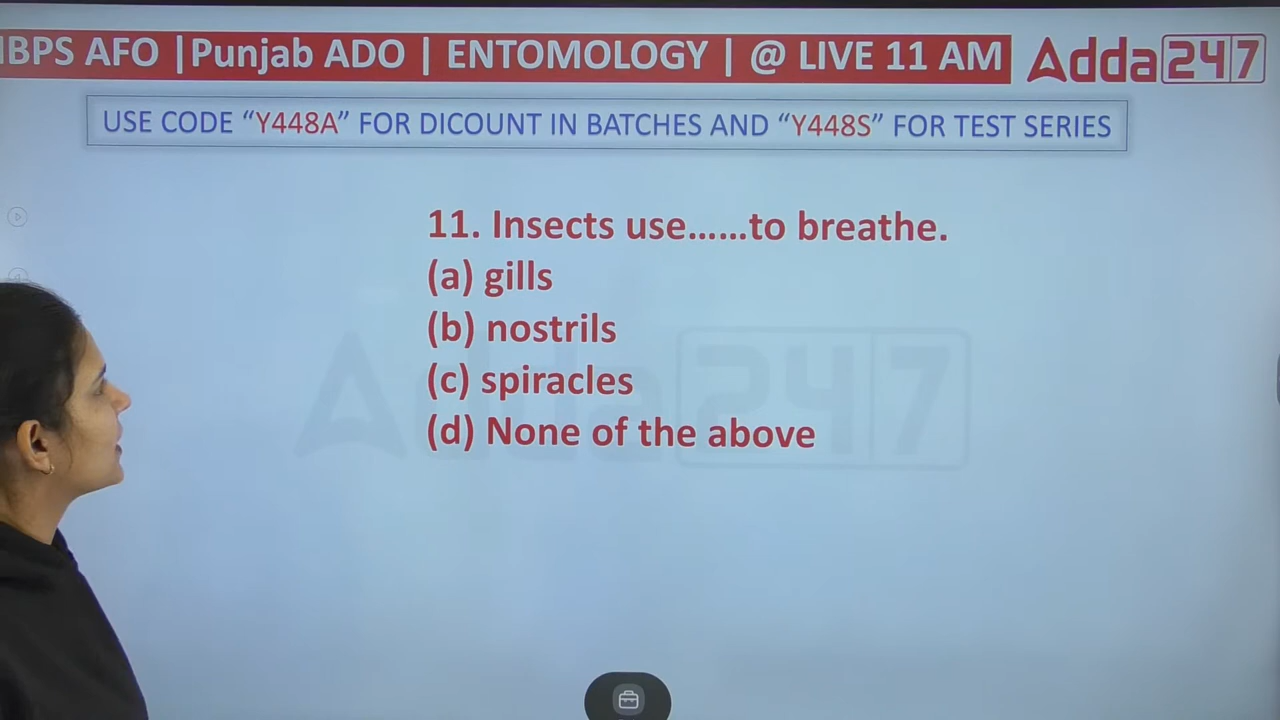 IBPS AFO |Punjab ADO | ENTOMOLOGY | @ LIVE 11 AM
Adda247
USE CODE “Y448A” FOR DICOUNT IN BATCHES AND “Y448S” FOR TEST SERIES
11. Insects use......to breathe.
(a) gills
(b) nostrils
(c) spiracles
(d) None of the above
Adda247